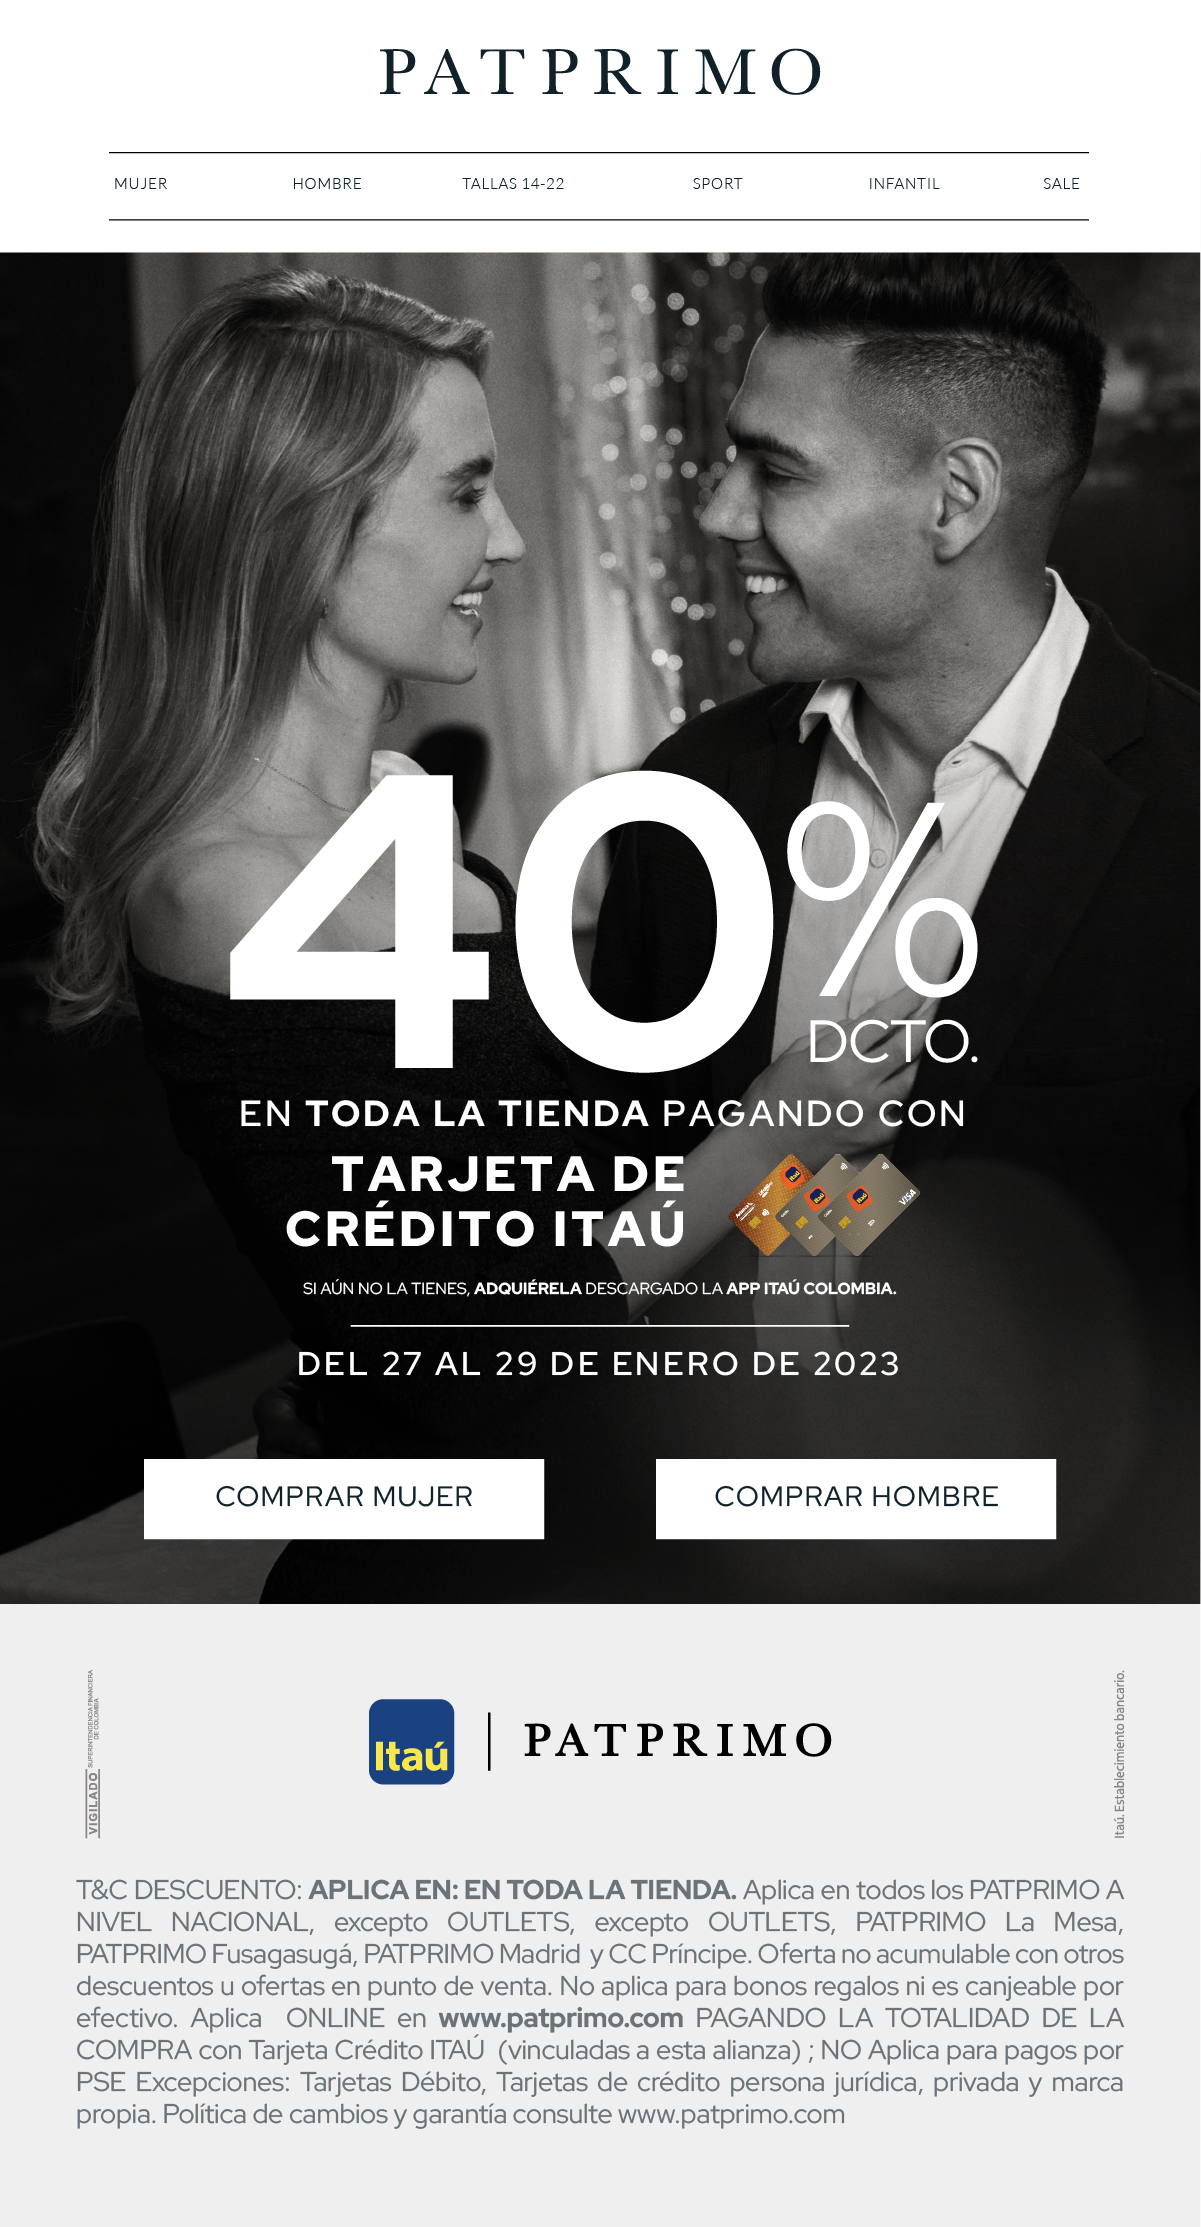 PATPRIMO
MUJER HOMBRE TALLAS 14-22 SPORT INFANTIL SALE
40%
DCTO.
EN TODA LA TIENDA PAGANDO CON
TARJETA DE
CRÉDITO ITAÚ
Itaú Itaú Itaú VISA
SI AÚN NO LA TIENES, ADQUIÉRELA DESCARGADO LA APP ITAÚ COLOMBIA.
DEL 27 AL 29 DE ENERO DE 2023
COMPRAR MUJER COMPRAR HOMBRE
VIGILADO SUPERINTENDENCIA FINANCIERA
DE COLOMBIA
Itaú PATPRIMO
Itaú. Establecimiento bancario.
T&C DESCUENTO: APLICA EN: EN TODA LA TIENDA. Aplica en todos los PATPRIMO A
NIVEL NACIONAL, excepto OUTLETS, excepto OUTLETS, PATPRIMO La Mesa,
PATPRIMO Fusagasugá, PATPRIMO Madrid y CC Príncipe. Oferta no acumulable con otros
descuentos u ofertas en punto de venta. No aplica para bonos regalos ni es canjeable por
efectivo. Aplica ONLINE en www.patprimo.com PAGANDO LA TOTALIDAD DE LA
COMPRA con Tarjeta Crédito ITAÚ (vinculadas a esta alianza) ; NO Aplica para pagos por
PSE Excepciones: Tarjetas Débito, Tarjetas de crédito persona jurídica, privada y marca
propia. Política de cambios y garantía consulte www.patprimo.com